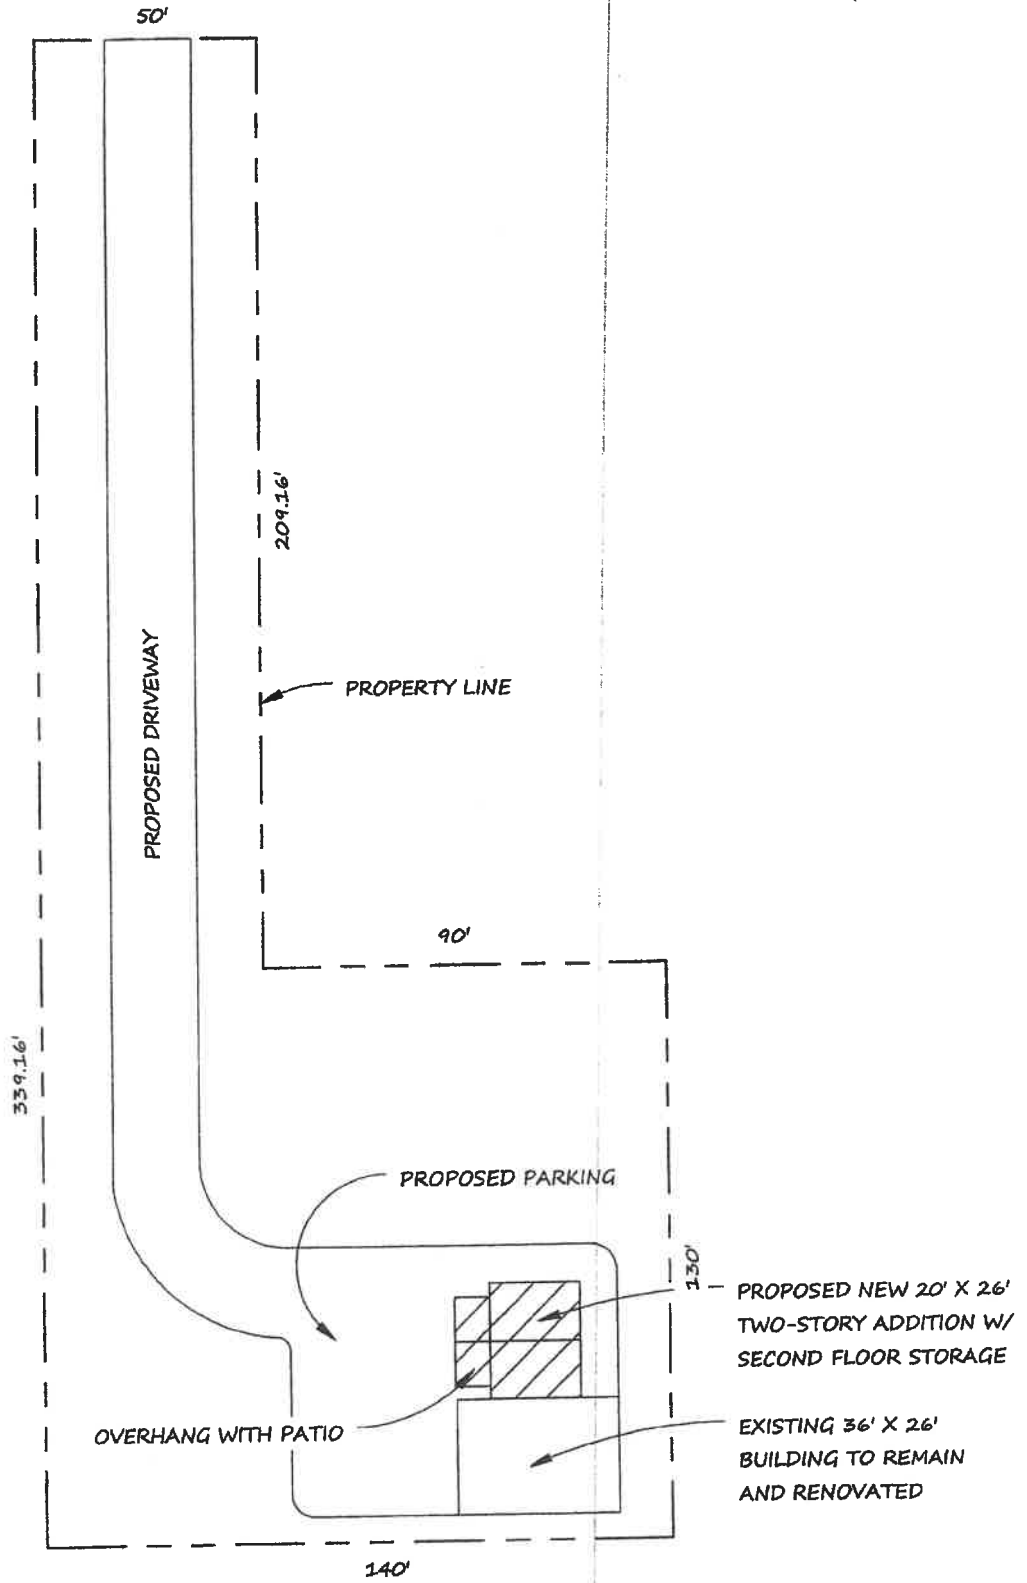 50'
209.16'
PROPERTY LINE
PROPOSED DRIVEWAY
90'
339.16'
PROPOSED PARKING
130'
PROPOSED NEW 20' X 26'
TWO-STORY ADDITION W/
SECOND FLOOR STORAGE
OVERHANG WITH PATIO
EXISTING 36' X 26'
BUILDING TO REMAIN
AND RENOVATED
140'